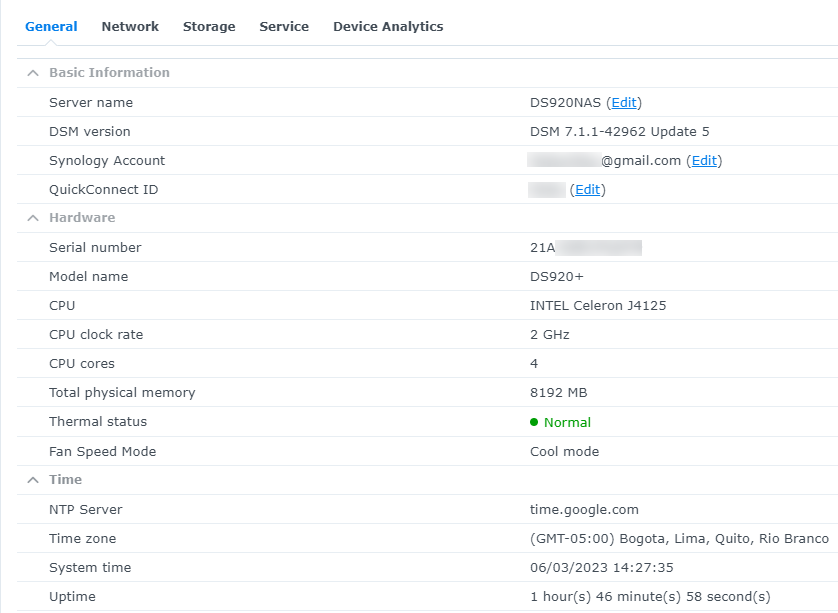 General Network Storage Service Device Analytics
Basic Information
Server name DS920NAS (Edit)
DSM version DSM 7.1.1-42962 Update 5
Synology Account @gmail.com (Edit)
QuickConnect ID (Edit)
Hardware
Serial number 21A
Model name DS920+
CPU INTEL Celeron J4125
CPU clock rate 2 GHz
CPU cores 4
Total physical memory 8192 MB
Thermal status Normal
Fan Speed Mode Cool mode
Time
NTP Server time.google.com
Time zone (GMT-05:00) Bogota, Lima, Quito, Rio Branco
System time 06/03/2023 14:27:35
Uptime 1 hour(s) 46 minute(s) 58 second(s)